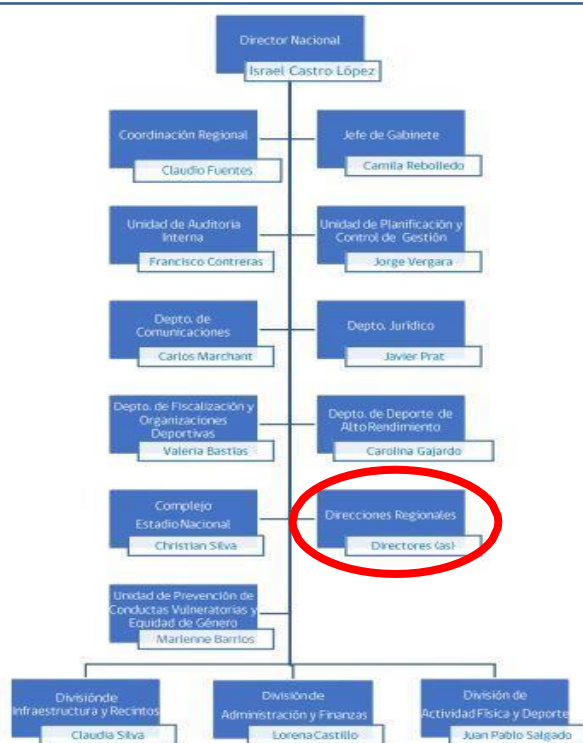 Director Nacional
Israel Castro López
Coordinación Regional
Claudio Fuentes
Jefe de Gabinete
Camila Rebolledo
Unidad de Auditoria
Interna
Francisco Contreras
Unidad de Planificación y
Control de Gestión
Jorge Vergara
Depto. de
Comunicaciones
Carlos Marchant
Depto. Jurídico
Javier Prat
Depto. de Fiscalización y
Organizaciones
Deportivas
Valeria Bastías
Depto. de Deporte de
Alto Rendimiento
Carolina Gajardo
Complejo
Estadio Nacional
Christian Silva
Direcciones Regionales
Directores (as)
Unidad de Prevención de
Conductas Vulneratorias y
Equidad de Género
Marlenne Barrios
División de
Infraestructura y Recintos
Claudia Silva
División de
Administración y Finanzas
Lorena Castillo
División de
Actividad Física y Deporte
Juan Pablo Salgado